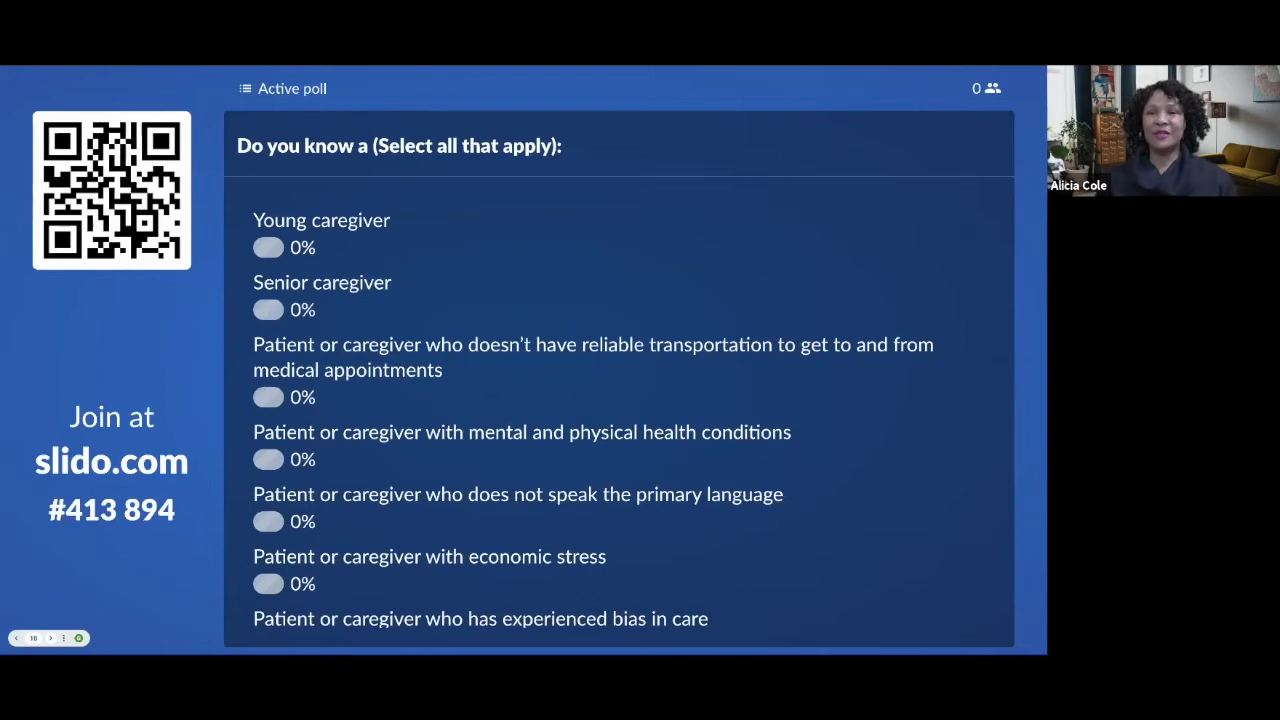 Active poll
0
Do you know a (Select all that apply):
Young caregiver
0%
Senior caregiver
0%
Patient or caregiver who doesn’t have reliable transportation to get to and from
medical appointments
0%
Patient or caregiver with mental and physical health conditions
0%
Patient or caregiver who does not speak the primary language
0%
Patient or caregiver with economic stress
0%
Patient or caregiver who has experienced bias in care
Join at
slido.com
#413 894
10
Alicia Cole